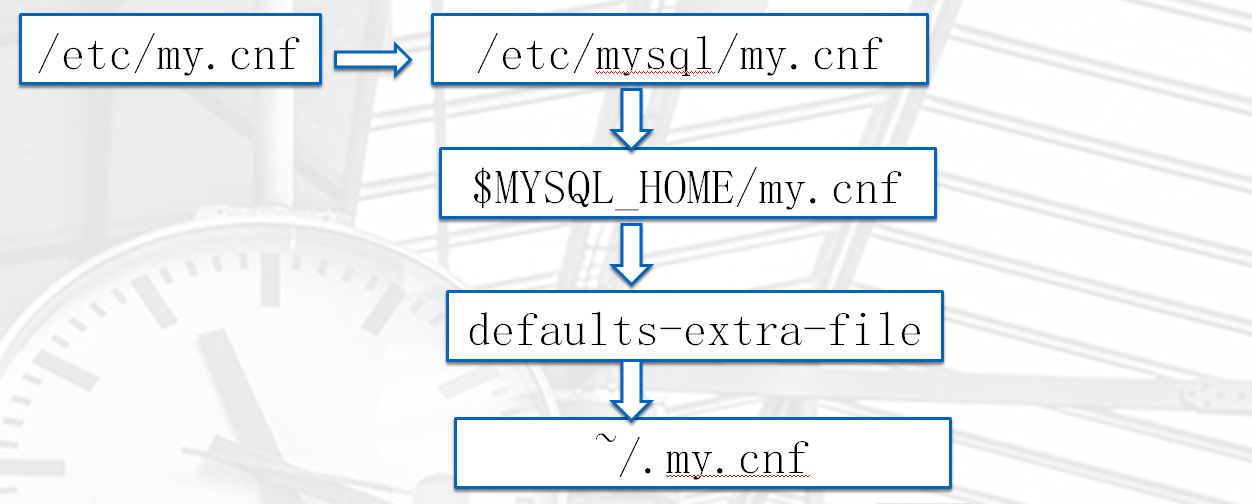 /etc/my.cnf
/etc/mysql/my.cnf
$MYSQL_HOME/my.cnf
defaults-extra-file
~/.my.cnf